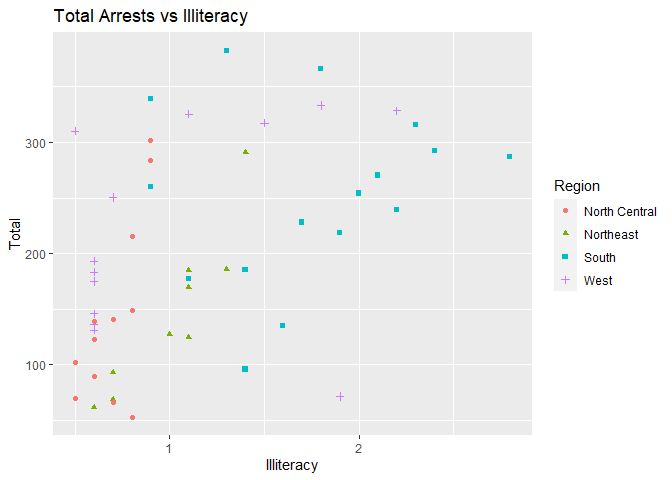 Total Arrests vs Illiteracy
300
200
100
Total
1 2
Illiteracy
Region
North Central
Northeast
South
West